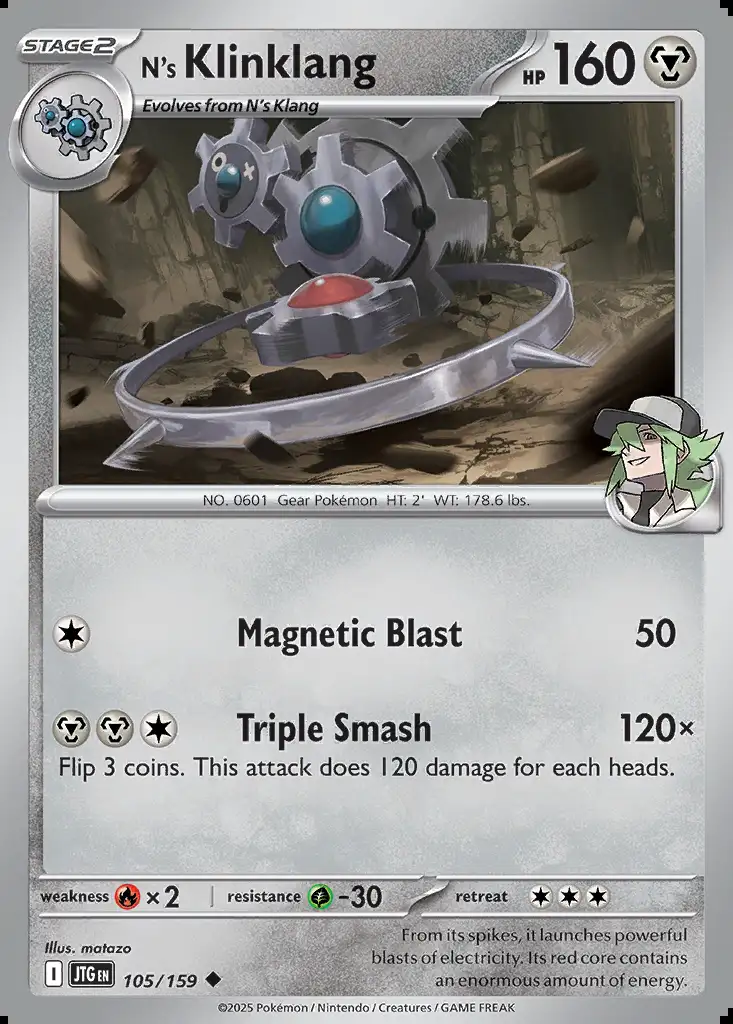 STAGE2
N's Klinklang
HP 160
Evolves from N's Klang
NO. 0601 Gear Pokémon HT: 2' WT: 178.6 lbs.
Magnetic Blast 50
Triple Smash 120×
Flip 3 coins. This attack does 120 damage for each heads.
weakness ×2 resistance -30 retreat
Illus. matazo
From its spikes, it launches powerful
blasts of electricity. Its red core contains
an enormous amount of energy.
I JTG EN 105/159
©2025 Pokémon / Nintendo / Creatures / GAME FREAK